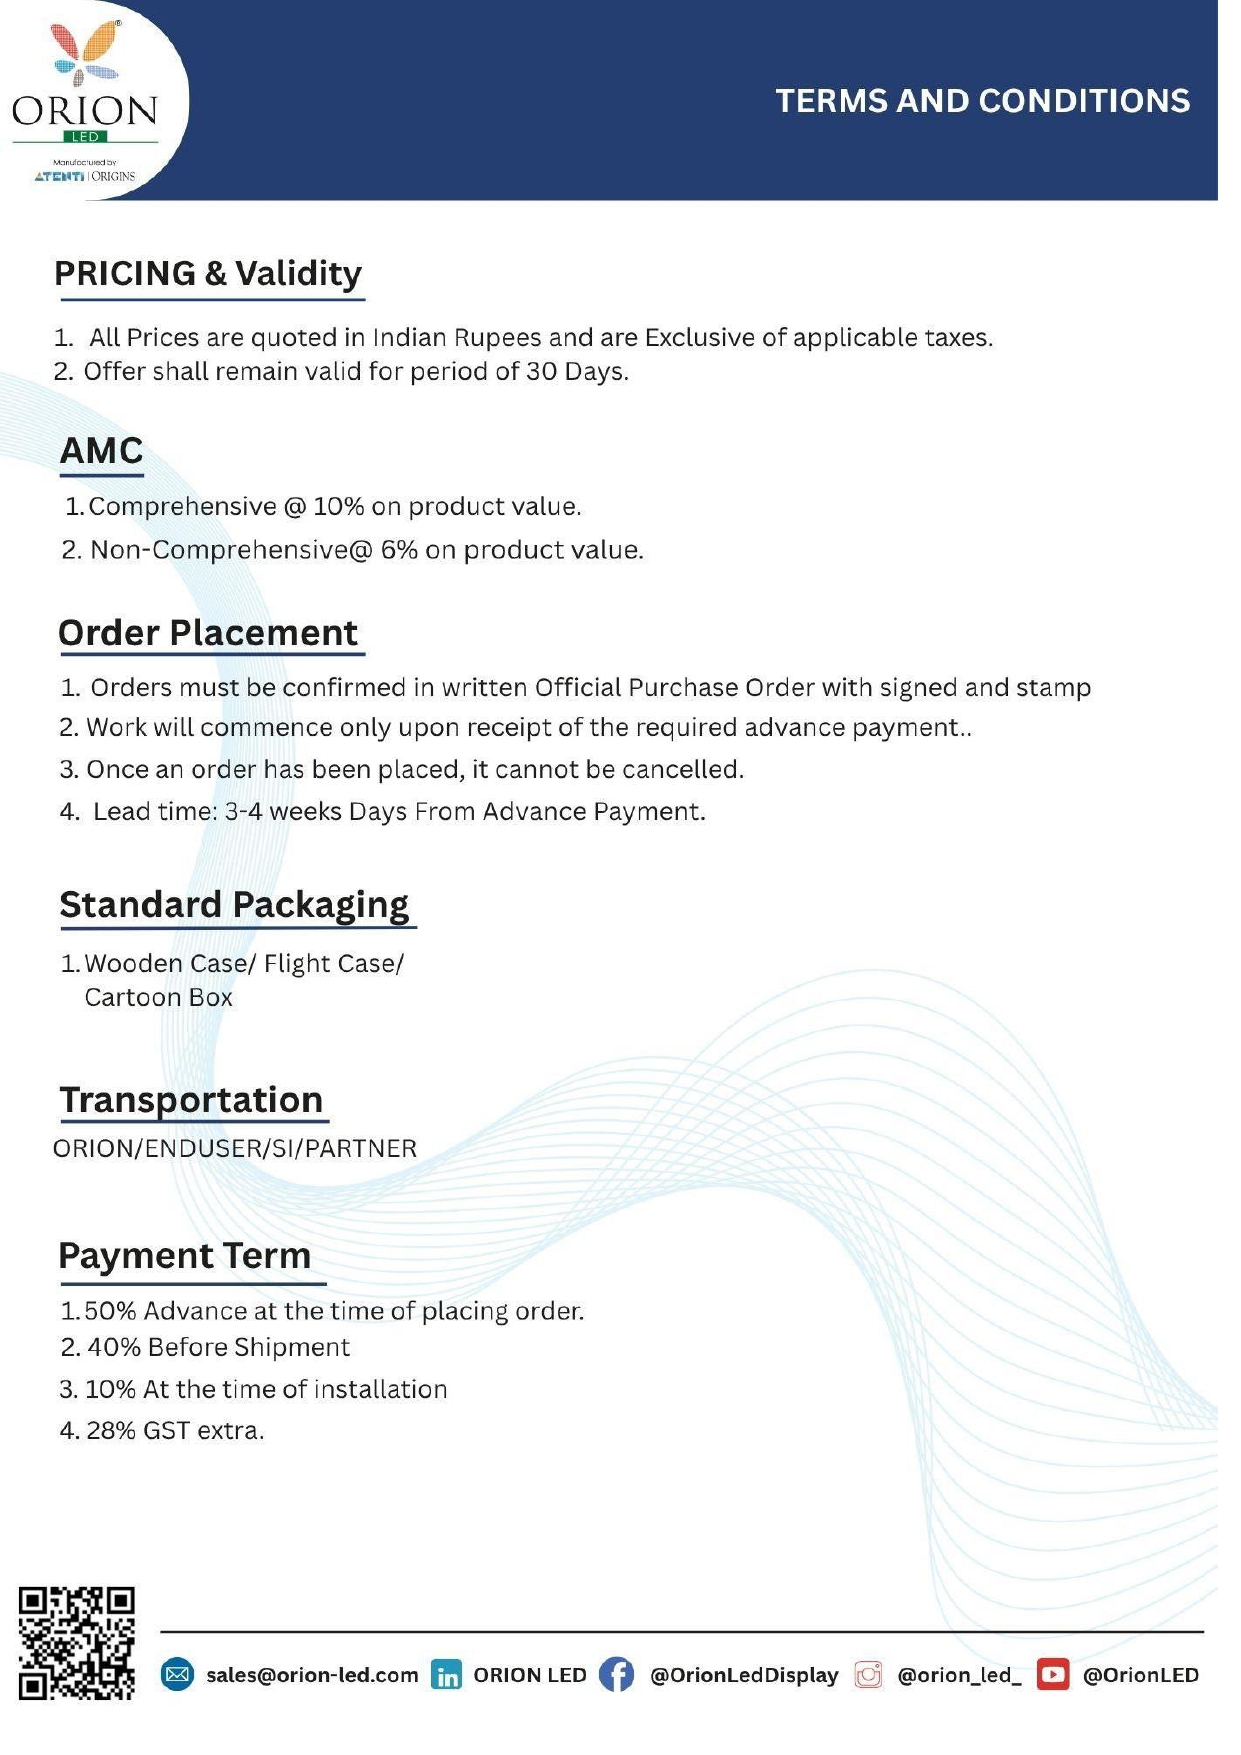 ORION
LED
Manufactured by
ATENTI | ORIGINS
TERMS AND CONDITIONS
PRICING & Validity
1. All Prices are quoted in Indian Rupees and are Exclusive of applicable taxes.
2. Offer shall remain valid for period of 30 Days.
AMC
1. Comprehensive @ 10% on product value.
2. Non-Comprehensive@ 6% on product value.
Order Placement
1. Orders must be confirmed in written Official Purchase Order with signed and stamp
2. Work will commence only upon receipt of the required advance payment..
3. Once an order has been placed, it cannot be cancelled.
4. Lead time: 3-4 weeks Days From Advance Payment.
Standard Packaging
1. Wooden Case/ Flight Case/
Cartoon Box
Transportation
ORION/ENDUSER/SI/PARTNER
Payment Term
1. 50% Advance at the time of placing order.
2. 40% Before Shipment
3. 10% At the time of installation
4. 28% GST extra.
sales@orion-led.com ORION LED @OrionLedDisplay @orion_led_ @OrionLED